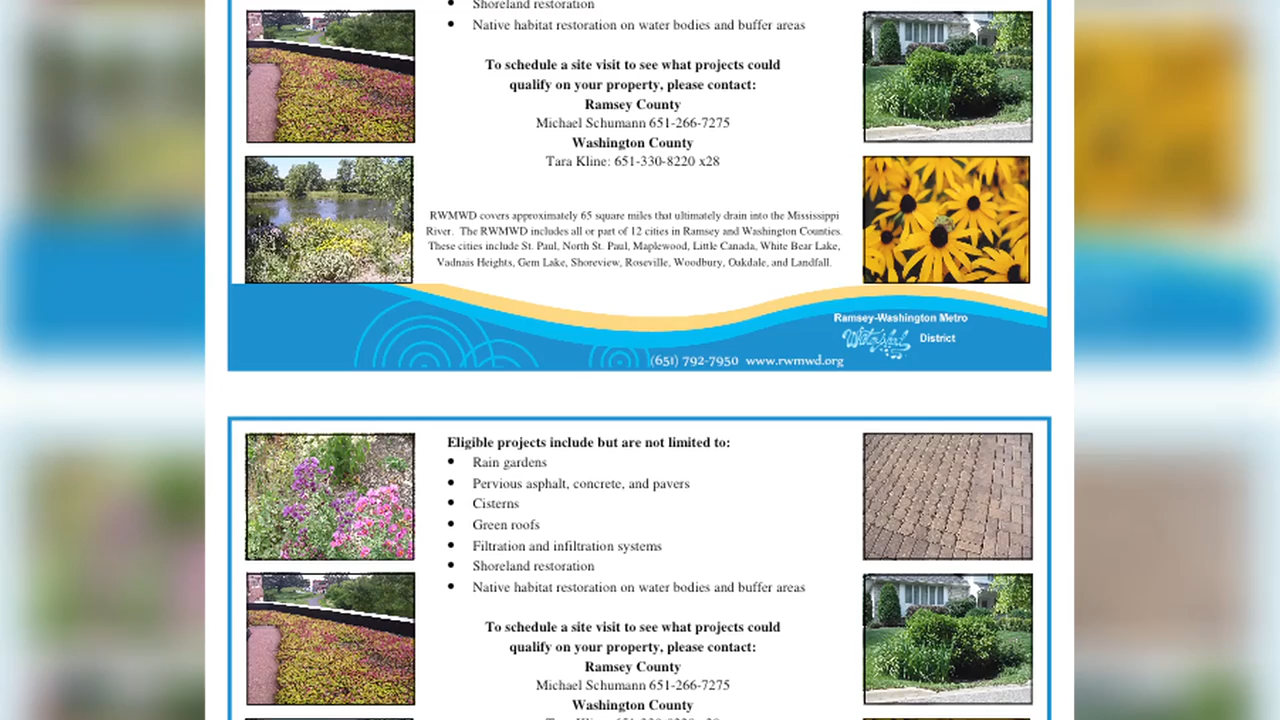 Shoreland restoration
• Native habitat restoration on water bodies and buffer areas
To schedule a site visit to see what projects could
qualify on your property, please contact:
Ramsey County
Michael Schumann 651-266-7275
Washington County
Tara Kline: 651-330-8220 x28
RWMWD covers approximately 65 square miles that ultimately drain into the Mississippi
River. The RWMWD includes all or part of 12 cities in Ramsey and Washington Counties.
These cities include St. Paul, North St. Paul, Maplewood, Little Canada, White Bear Lake,
Vadnais Heights, Gem Lake, Shoreview, Roseville, Woodbury, Oakdale, and Landfall.
Ramsey-Washington Metro
Watershed District
(651) 792-7950 www.rwmwd.org
Eligible projects include but are not limited to:
• Rain gardens
• Pervious asphalt, concrete, and pavers
• Cisterns
• Green roofs
• Filtration and infiltration systems
• Shoreland restoration
• Native habitat restoration on water bodies and buffer areas
To schedule a site visit to see what projects could
qualify on your property, please contact:
Ramsey County
Michael Schumann 651-266-7275
Washington County